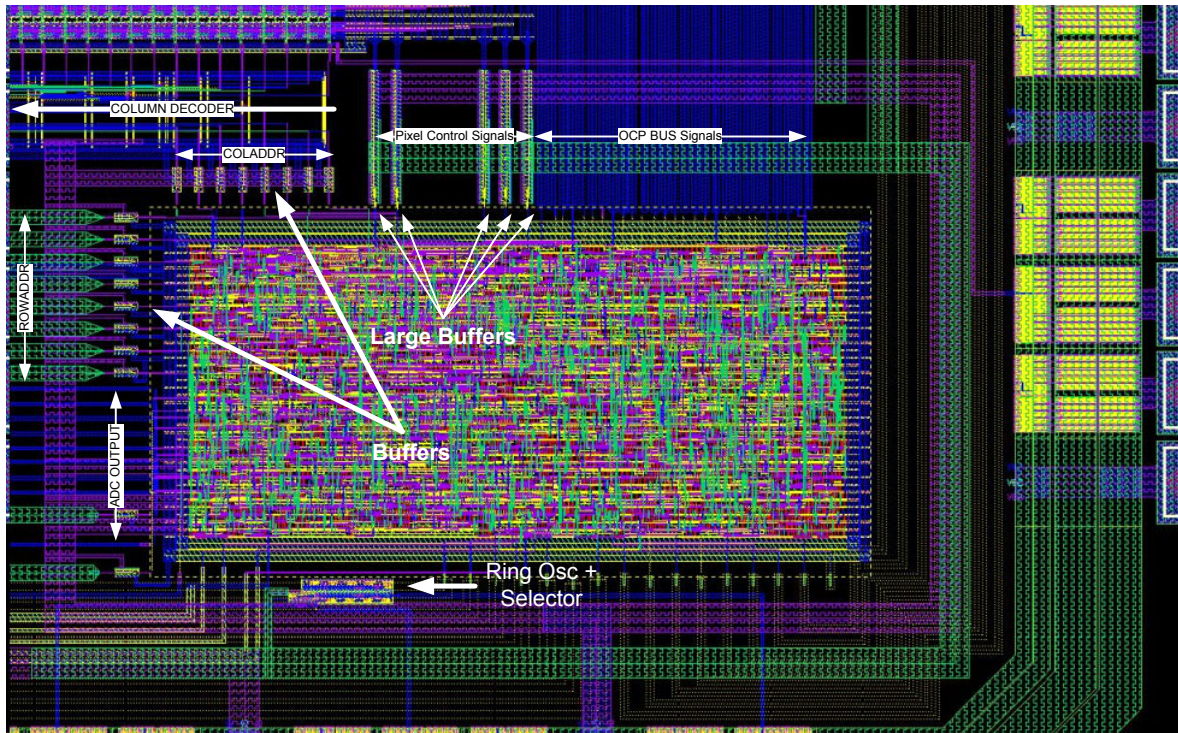 COLUMN DECODER
Pixel Control Signals
OCP BUS Signals
COLADDR
ROWADDR
Large Buffers
Buffers
ADC OUTPUT
Ring Osc +
Selector